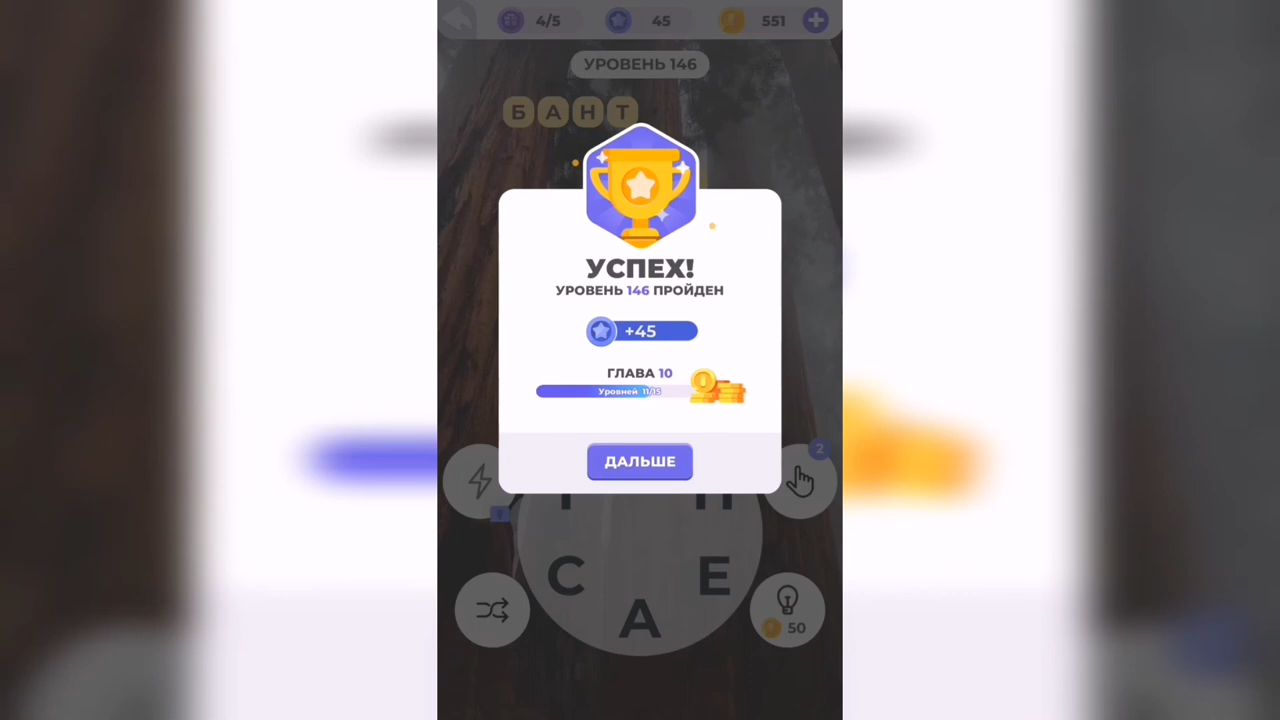 4/5 45 551
УРОВЕНЬ 146
БАНТ
УСПЕХ!
УРОВЕНЬ 146 ПРОЙДЕН
+45
ГЛАВА 10
Уровней 11/15
ДАЛЬШЕ
2
С Е
А
50